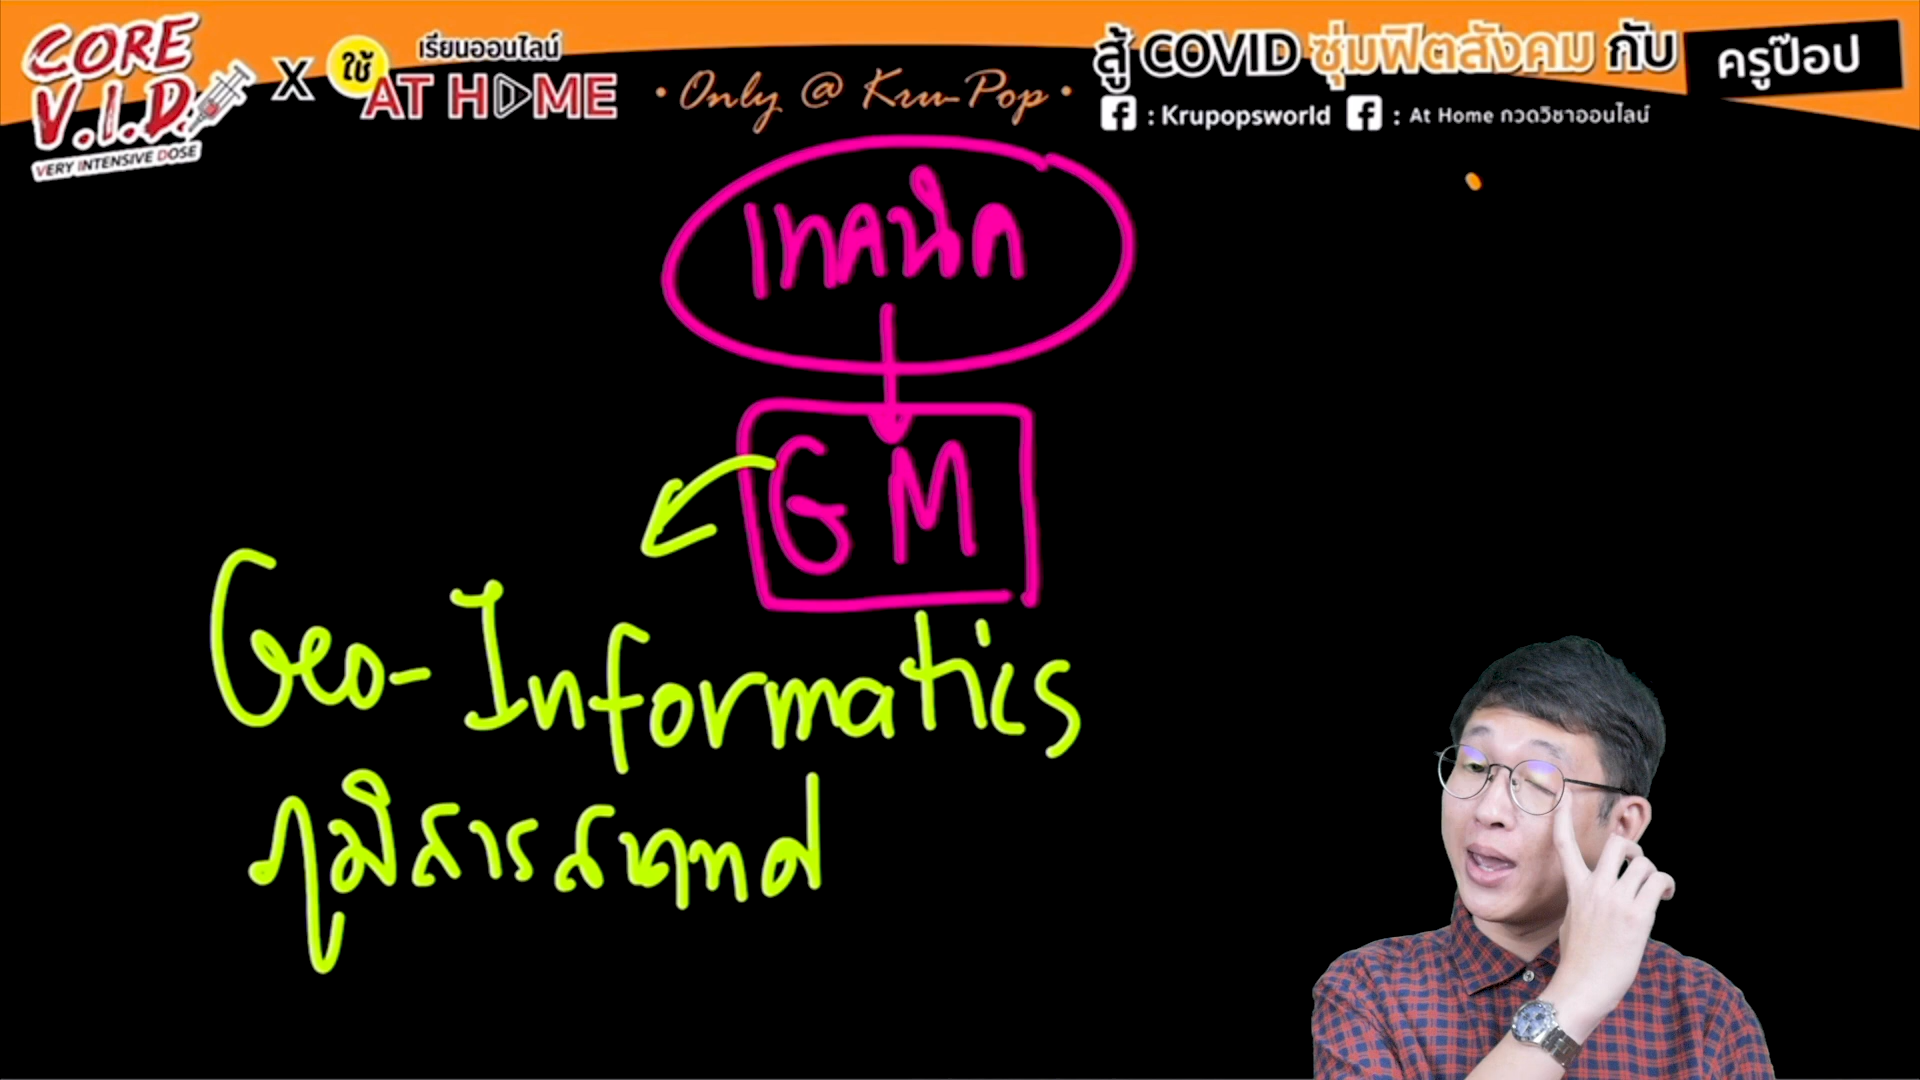 CORE
V.I.D.
VERY INTENSIVE DOSE
X
ใช้
เรียนออนไลน์
AT HOME
• Only @ Kru-Pop •
สู้ COVID ซุ่มฟิตสังคม กับ ครูป๊อป
: Krupopsworld : At Home กวดวิชาออนไลน์
เทคนิค
GM
Geo-Informatics
ภูมิสารสนเทศ